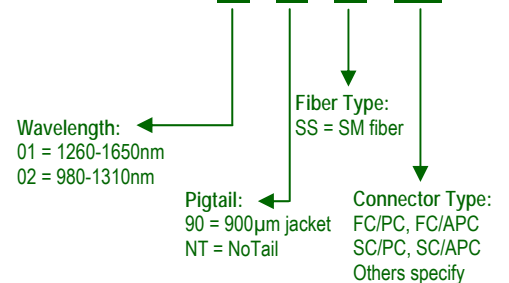 Fiber Type:
SS = SM fiber
Wavelength:
01 = 1260-1650nm
02 = 980-1310nm
Pigtail:
90 = 900µm jacket
NT = NoTail
Connector Type:
FC/PC, FC/APC
SC/PC, SC/APC
Others specify